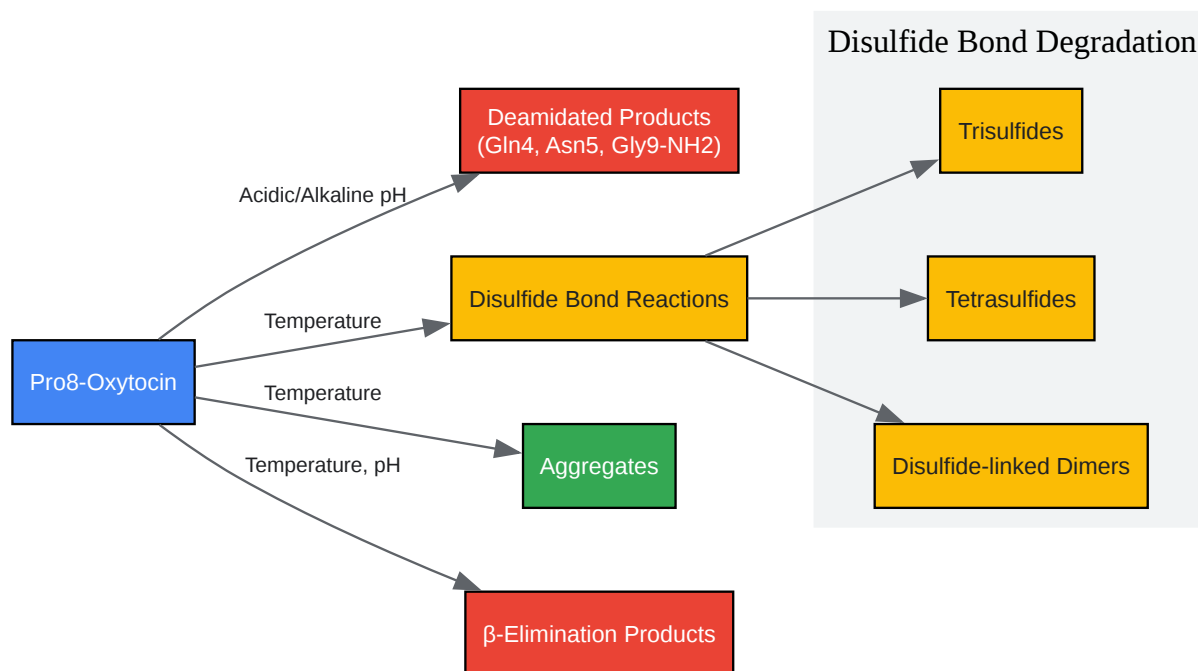 Disulfide Bond Degradation
Deamidated Products
(Gln4, Asn5, Gly9-NH2)
Trisulfides
Acidic/Alkaline pH
Disulfide Bond Reactions
Tetrasulfides
Temperature
Pro8-Oxytocin
Temperature
Aggregates
Disulfide-linked Dimers
Temperature, pH
β-Elimination Products